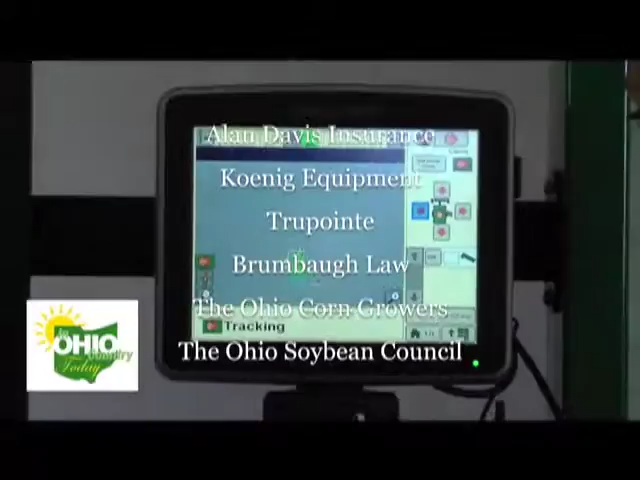 Alan Davis Insurance
Koenig Equipment
Trupointe
Brumbaugh Law
The Ohio Corn Growers
Tracking
The Ohio Soybean Council
in
OHIO
Country
Today